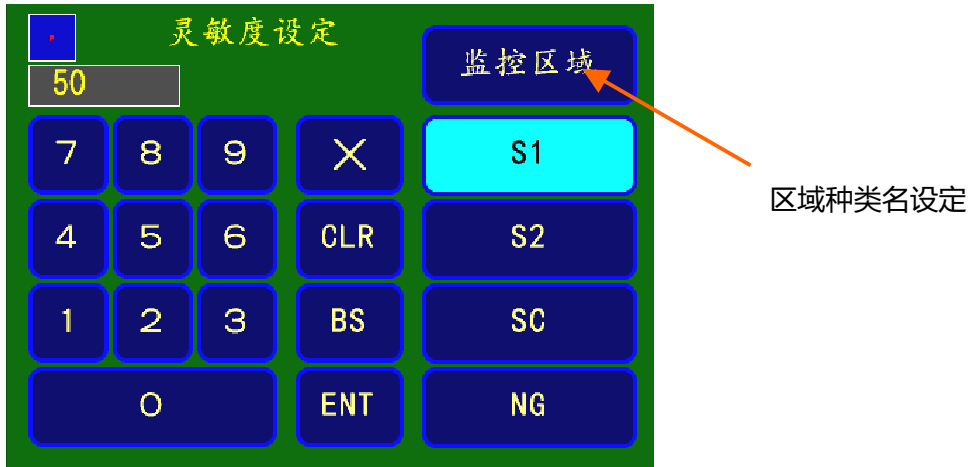 P
灵敏度设定
监控区域
50
7 8 9 X S1
区域种类名设定
4 5 6 CLR S2
1 2 3 BS SC
0 ENT NG